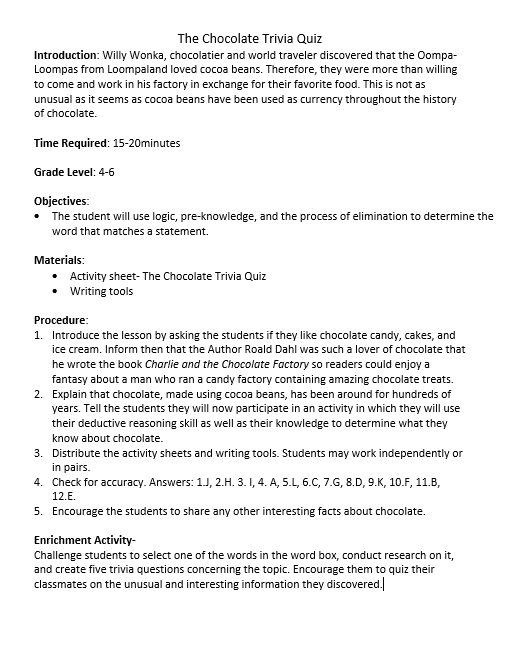 The Chocolate Trivia Quiz
Introduction: Willy Wonka, chocolatier and world traveler discovered that the Oompa-
Loompas from Loompaland loved cocoa beans. Therefore, they were more than willing
to come and work in his factory in exchange for their favorite food. This is not as
unusual as it seems as cocoa beans have been used as currency throughout the history
of chocolate.
Time Required: 15-20minutes
Grade Level: 4-6
Objectives:
• The student will use logic, pre-knowledge, and the process of elimination to determine the
word that matches a statement.
Materials:
• Activity sheet- The Chocolate Trivia Quiz
• Writing tools
Procedure:
1. Introduce the lesson by asking the students if they like chocolate candy, cakes, and
ice cream. Inform then that the Author Roald Dahl was such a lover of chocolate that
he wrote the book Charlie and the Chocolate Factory so readers could enjoy a
fantasy about a man who ran a candy factory containing amazing chocolate treats.
2. Explain that chocolate, made using cocoa beans, has been around for hundreds of
years. Tell the students they will now participate in an activity in which they will use
their deductive reasoning skill as well as their knowledge to determine what they
know about chocolate.
3. Distribute the activity sheets and writing tools. Students may work independently or
in pairs.
4. Check for accuracy. Answers: 1.J, 2.H. 3. I, 4. A, 5.L, 6.C, 7.G, 8.D, 9.K, 10.F, 11.B,
12.E.
5. Encourage the students to share any other interesting facts about chocolate.
Enrichment Activity-
Challenge students to select one of the words in the word box, conduct research on it,
and create five trivia questions concerning the topic. Encourage them to quiz their
classmates on the unusual and interesting information they discovered.